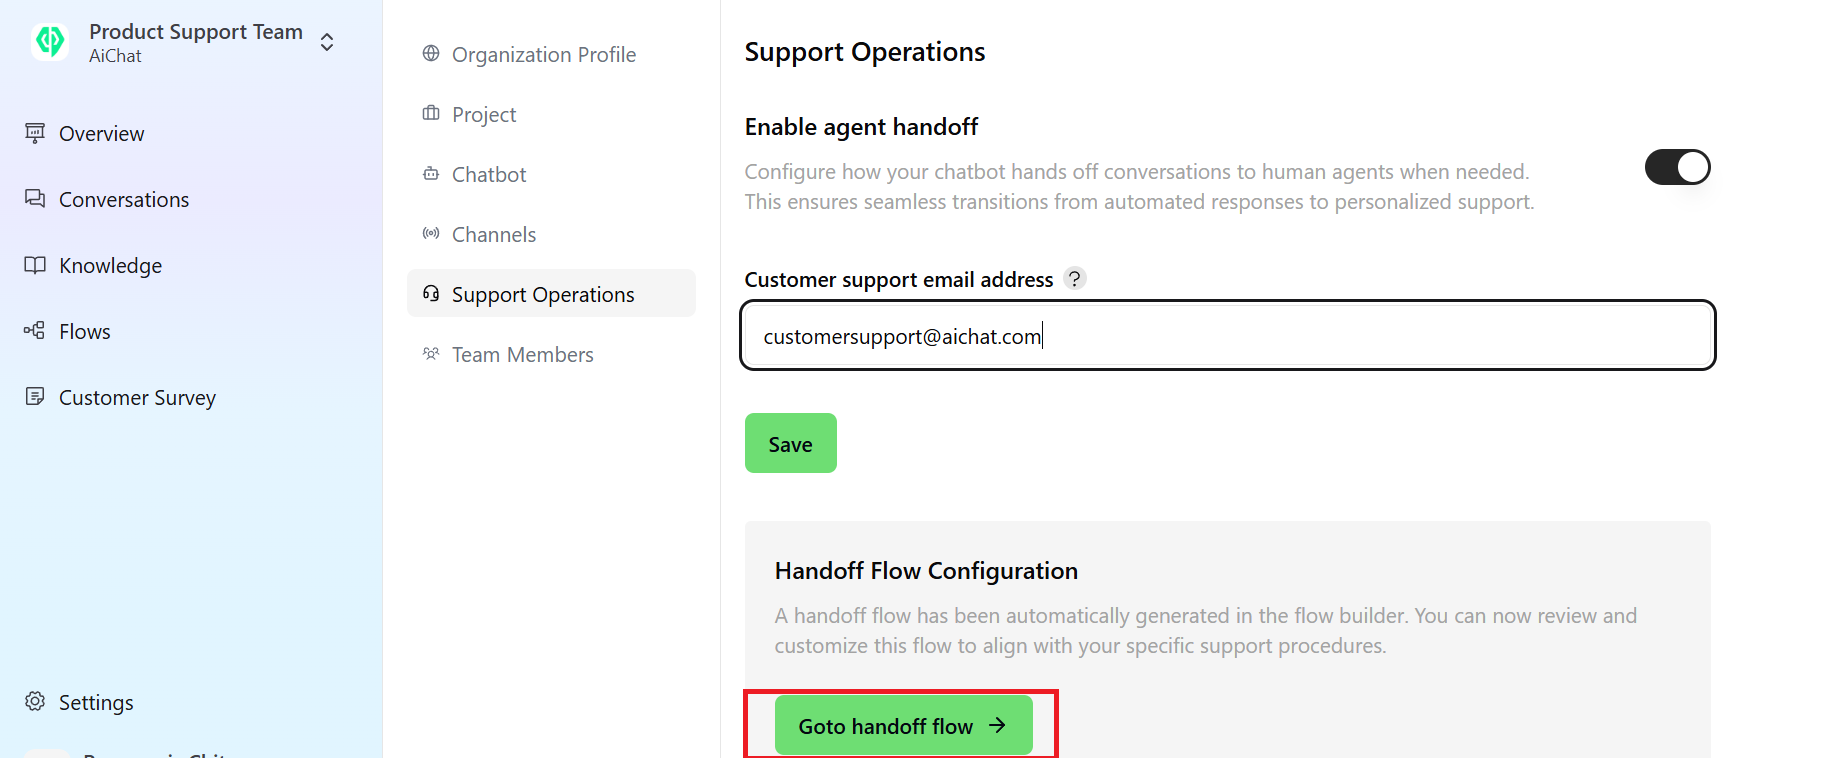 Product Support Team
AiChat
Overview
Conversations
Knowledge
Flows
Customer Survey
Settings
Organization Profile
Project
Chatbot
Channels
Support Operations
Team Members
Support Operations
Enable agent handoff
Configure how your chatbot hands off conversations to human agents when needed.
This ensures seamless transitions from automated responses to personalized support.
Customer support email address ?
customersupport@aichat.com
Save
Handoff Flow Configuration
A handoff flow has been automatically generated in the flow builder. You can now review and
customize this flow to align with your specific support procedures.
Goto handoff flow →